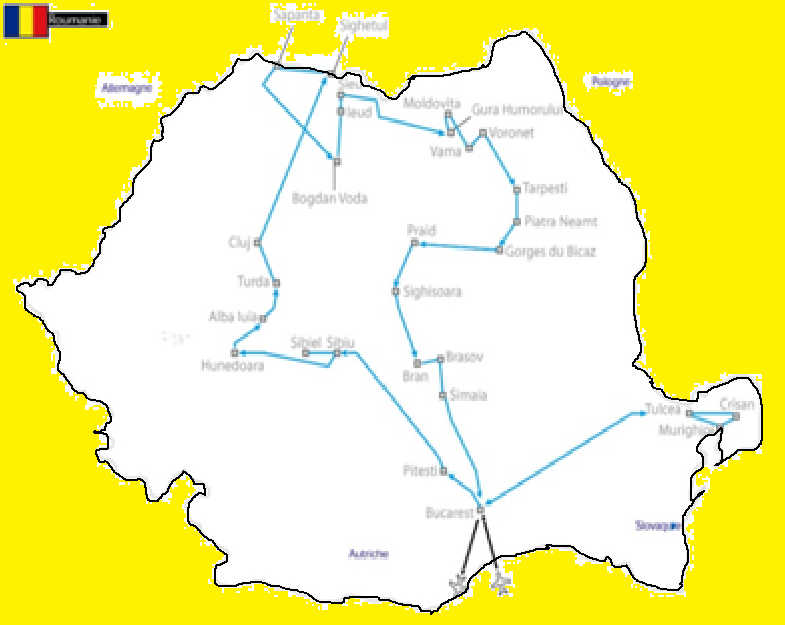 Roumanie
Sapanta
Sighetul
Allemagne
Pologne
Sieu
Ieud
Moldovita
Gura Humorului
Vama
Voronet
Bogdan Voda
Tarpesti
Piatra Neamt
Praid
Gorges du Bicaz
Cluj
Turda
Sighisoara
Alba Iuia
Sibiel Sibiu
Hunedoara
Brasov
Bran
Simaia
Tulcea
Crisan
Murighiol
Pitesti
Bucarest
Slovaquie
Autriche